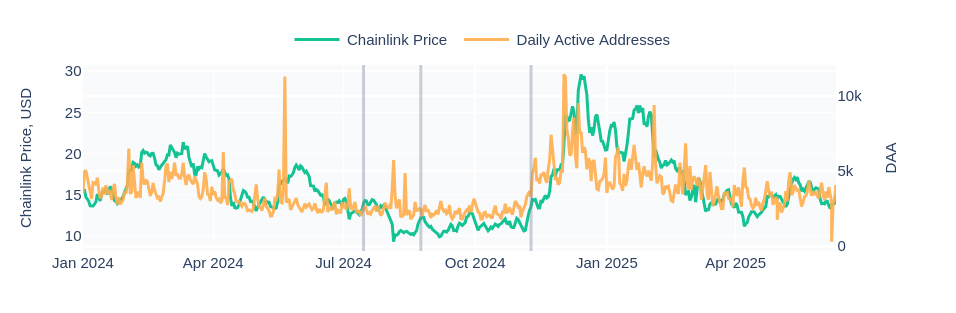 Chainlink Price
Daily Active Addresses
Chainlink Price, USD
30
25
20
15
10
10k
5k
0
DAA
Jan 2024
Apr 2024
Jul 2024
Oct 2024
Jan 2025
Apr 2025